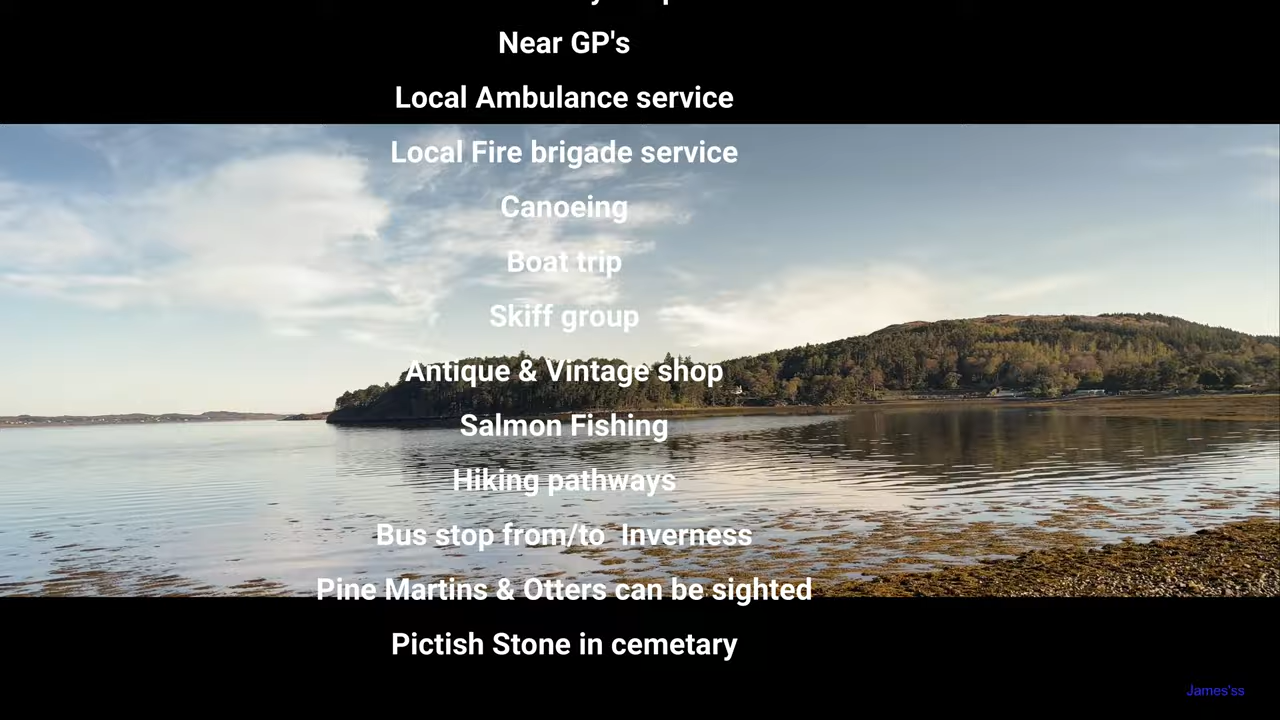 Near GP's
Local Ambulance service
Local Fire brigade service
Canoeing
Boat trip
Skiff group
Antique & Vintage shop
Salmon Fishing
Hiking pathways
Bus stop from/to  Inverness
Pine Martins & Otters can be sighted
Pictish Stone in cemetary
James'ss